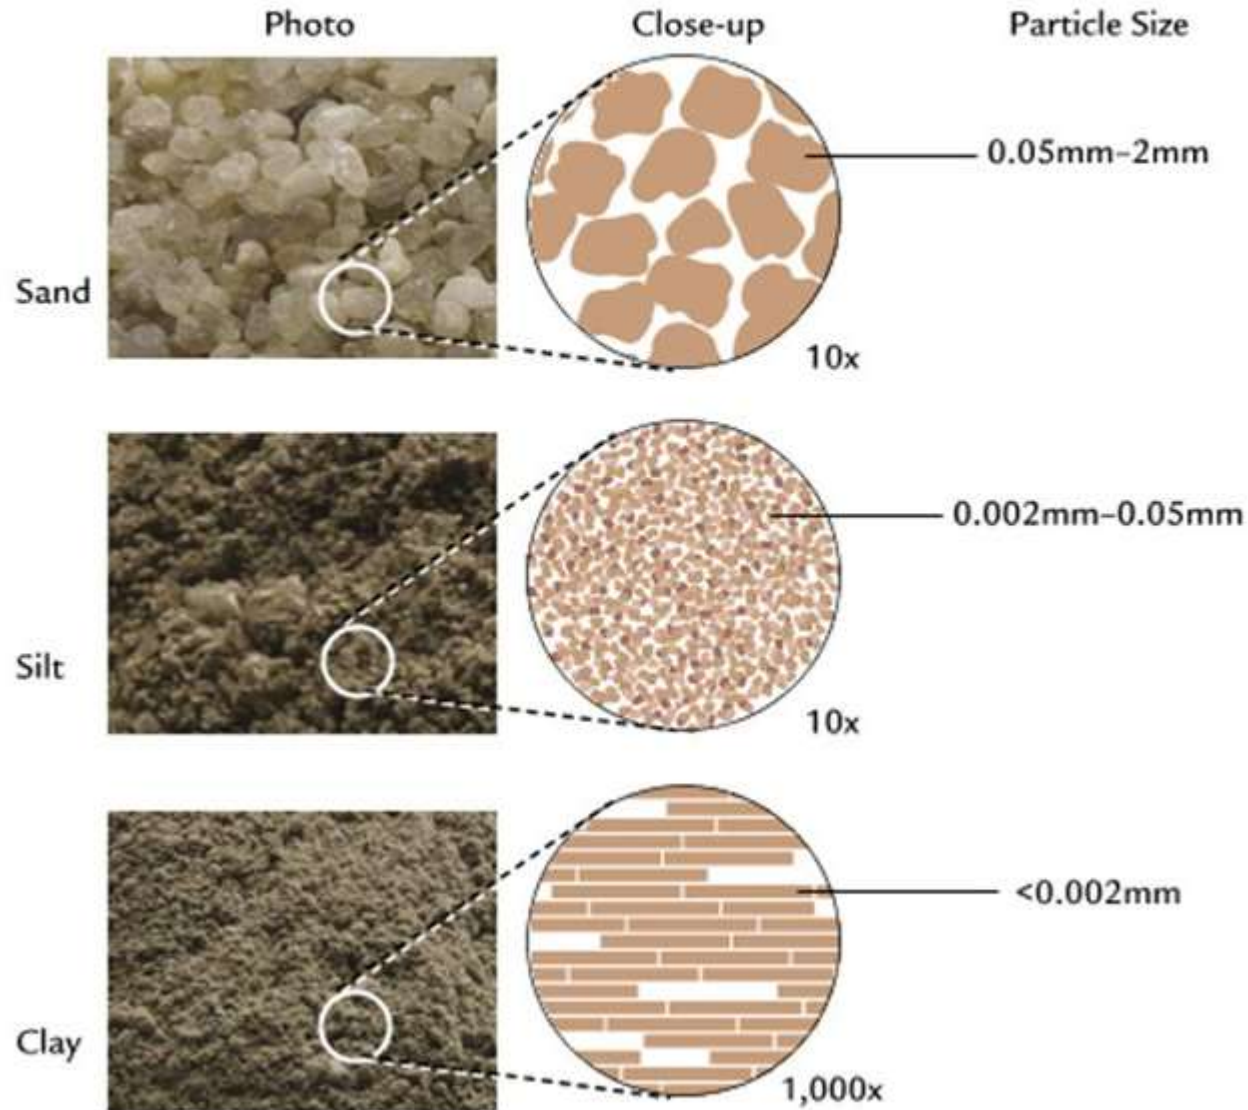 Photo Close-up Particle Size
Sand
0.05mm–2mm
10x
Silt
0.002mm–0.05mm
10x
Clay
<0.002mm
1,000x